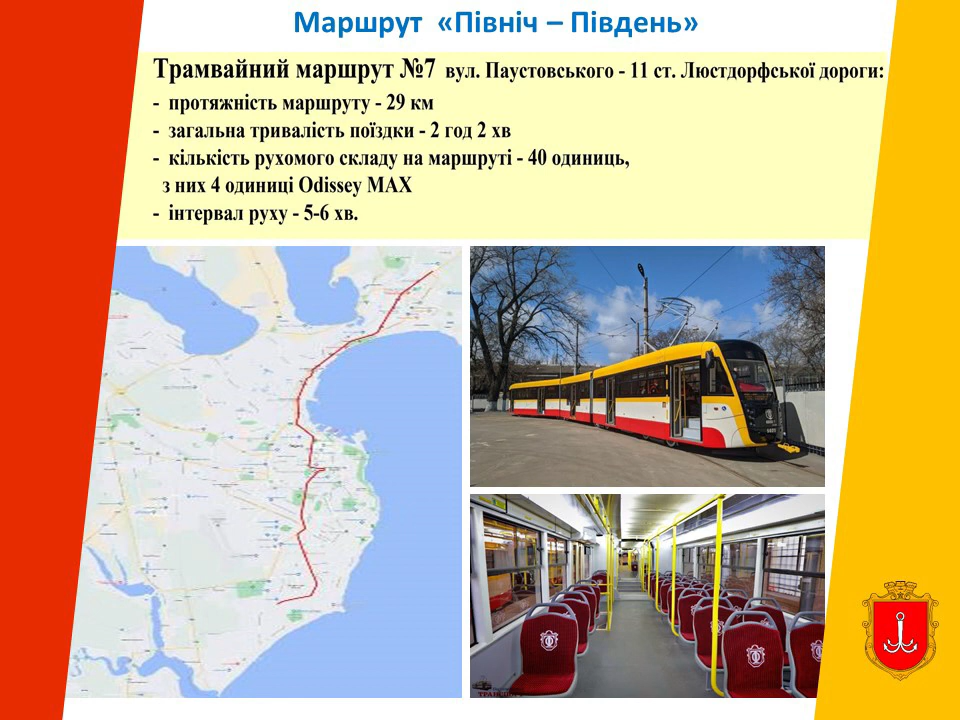 Маршрут «Північ – Південь»
Трамвайний маршрут №7 вул. Паустовського - 11 ст. Люстдорфської дороги:
- протяжність маршруту - 29 км
- загальна тривалість поїздки - 2 год 2 хв
- кількість рухомого складу на маршруті - 40 одиниць,
з них 4 одиниці Odissey MAX
- інтервал руху - 5-6 хв.